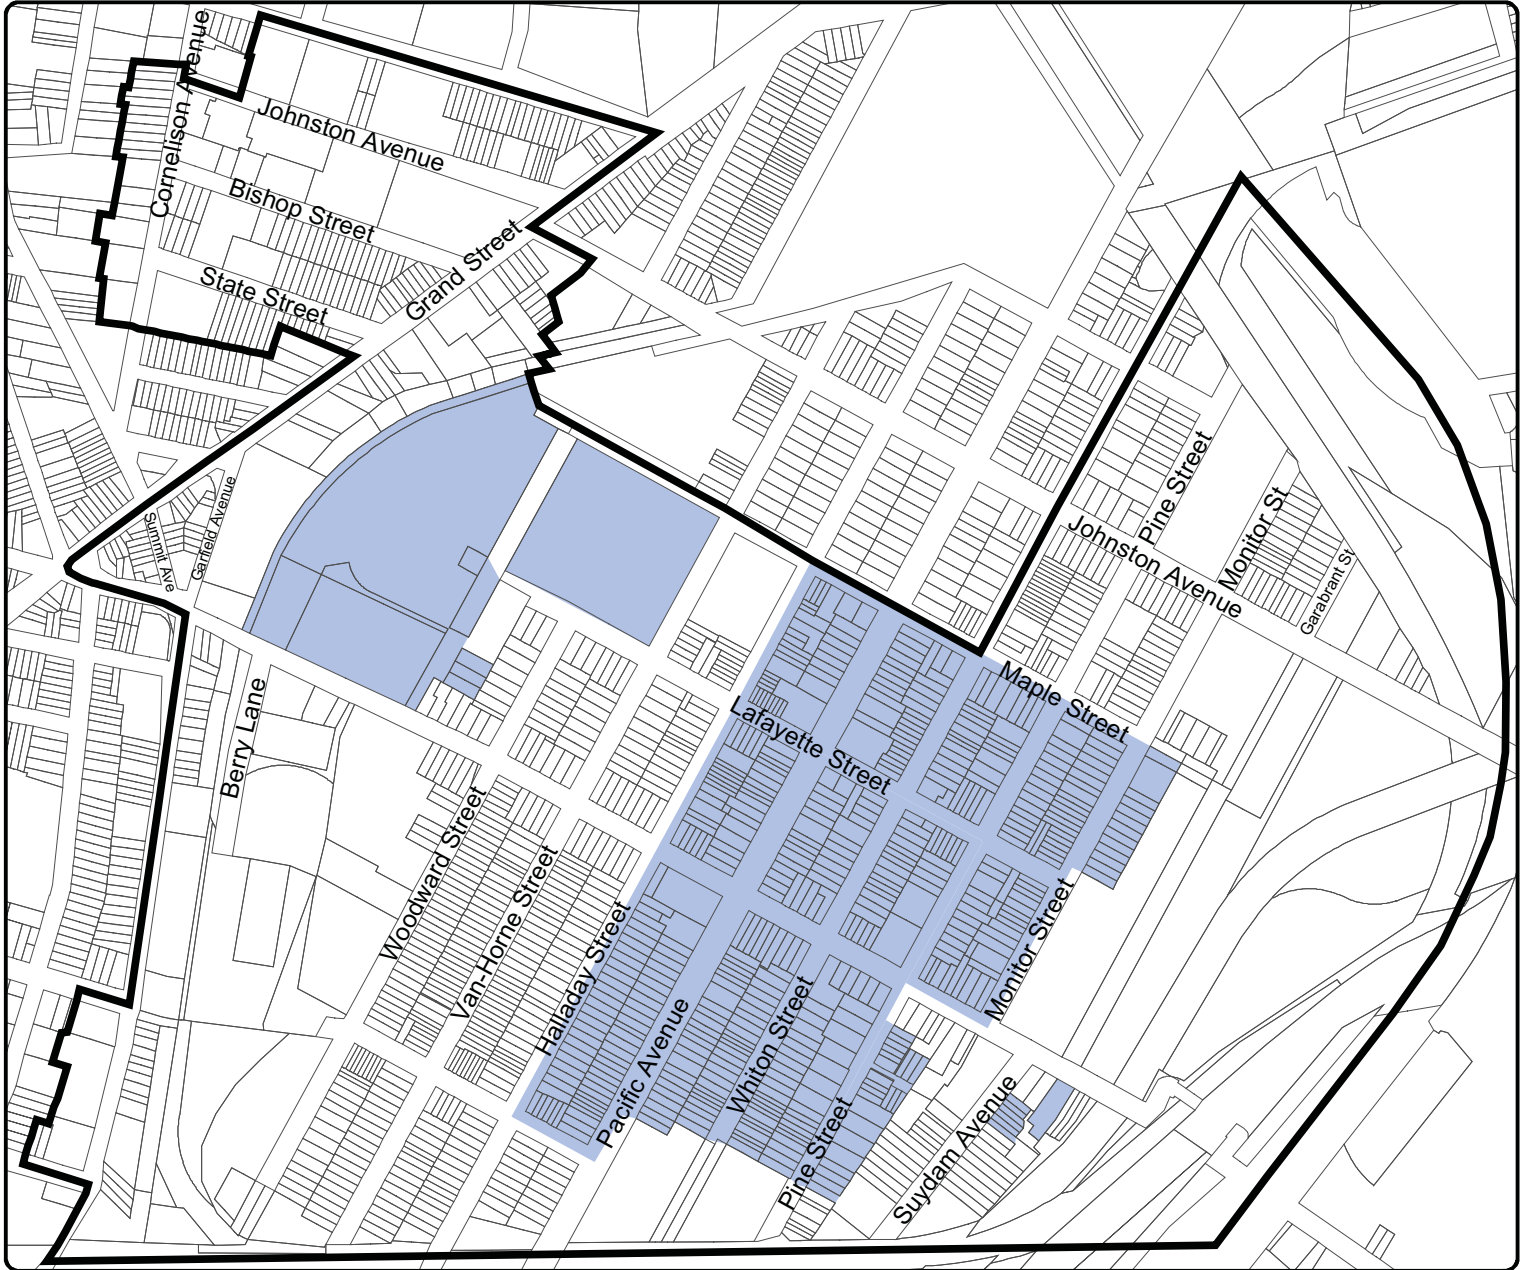 Cornelison Avenue
Johnston Avenue
Bishop Street
State Street
Grand Street
Summit Ave
Garfield Avenue
Pine Street
Monitor St
Johnston Avenue
Garabrant St
Berry Lane
Maple Street
Lafayette Street
Woodward Street
Van-Horne Street
Halladay Street
Monitor Street
Pacific Avenue
Whiton Street
Pine Street
Suydam Avenue